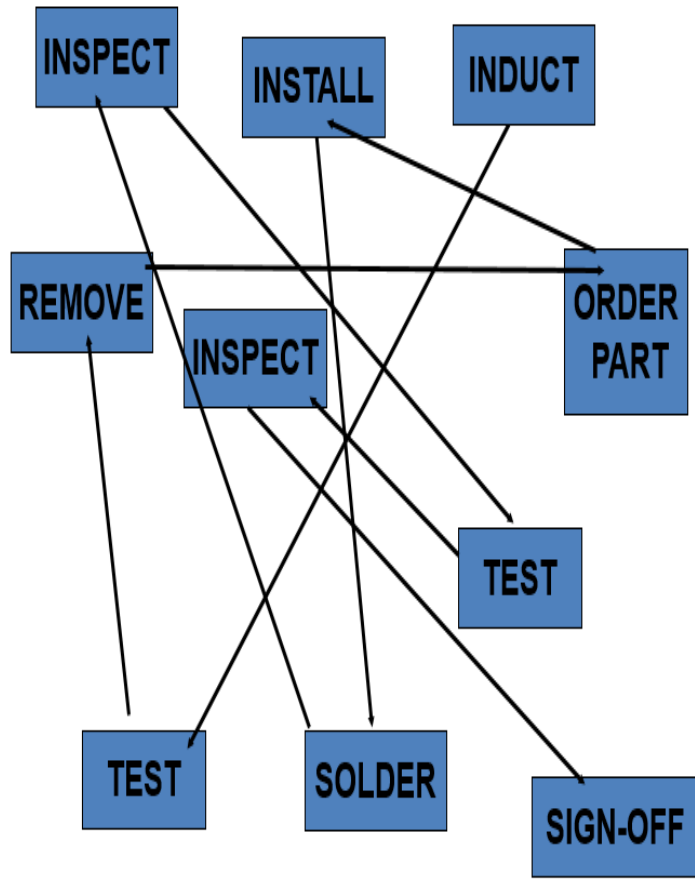 INSPECT
INSTALL
INDUCT
REMOVE
INSPECT
ORDER
PART
TEST
TEST
SOLDER
SIGN-OFF